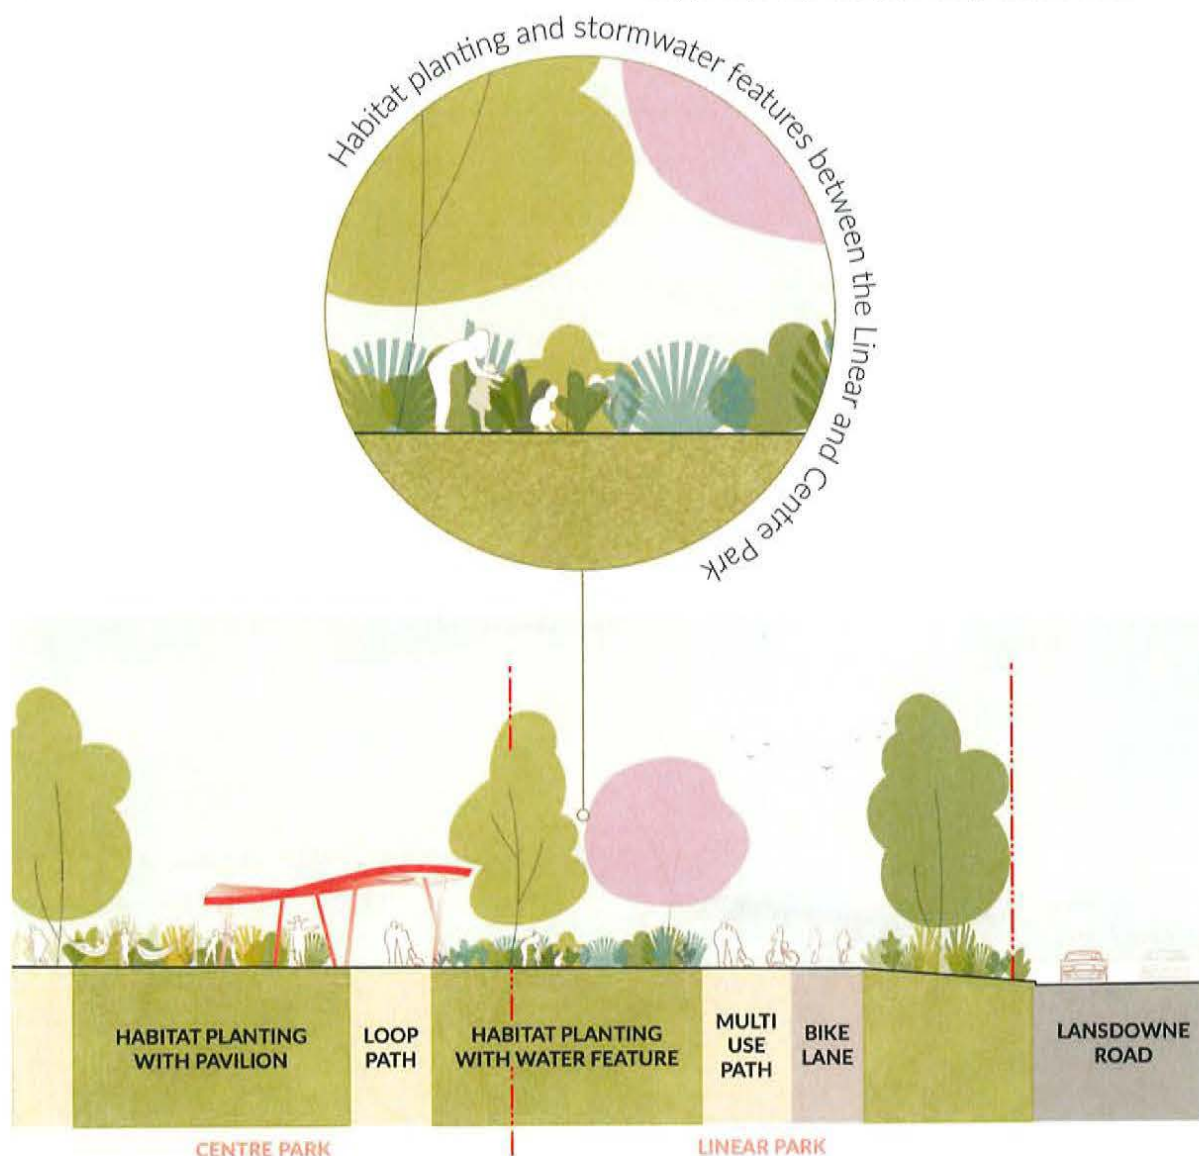 Habitat planting and stormwater features between the Linear and Centre Park
HABITAT PLANTING
WITH PAVILION
LOOP
PATH
HABITAT PLANTING
WITH WATER FEATURE
MULTI
USE
PATH
BIKE
LANE
LANSDOWNE
ROAD
CENTRE PARK
LINEAR PARK